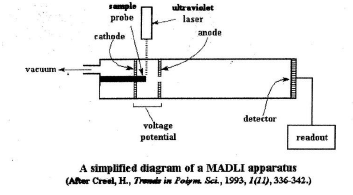 sample
probe
ultraviolet
laser
cathode
anode
vacuum
detector
voltage
potential
readout
A simplified diagram of a MADLI apparatus
(After Creel, H., Trends in Polym. Sci., 1993, 1(11), 336-342.)